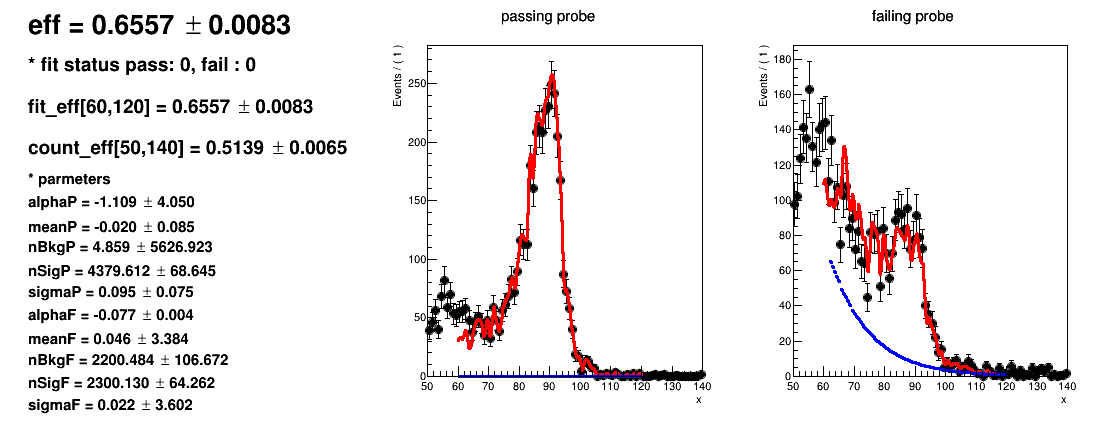 eff = 0.6557 ± 0.0083
* fit status pass: 0, fail : 0
fit_eff[60,120] = 0.6557 ± 0.0083
count_eff[50,140] = 0.5139 ± 0.0065
* parmeters
alphaP = -1.109 ± 4.050
meanP = -0.020 ± 0.085
nBkgP = 4.859 ± 5626.923
nSigP = 4379.612 ± 68.645
sigmaP = 0.095 ± 0.075
alphaF = -0.077 ± 0.004
meanF = 0.046 ± 3.384
nBkgF = 2200.484 ± 106.672
nSigF = 2300.130 ± 64.262
sigmaF = 0.022 ± 3.602
passing probe
Events / ( 1 )
250
200
150
100
50
0
50 60 70 80 90 100 110 120 130 140
x
failing probe
Events / ( 1 )
180
160
140
120
100
80
60
40
20
0
50 60 70 80 90 100 110 120 130 140
x